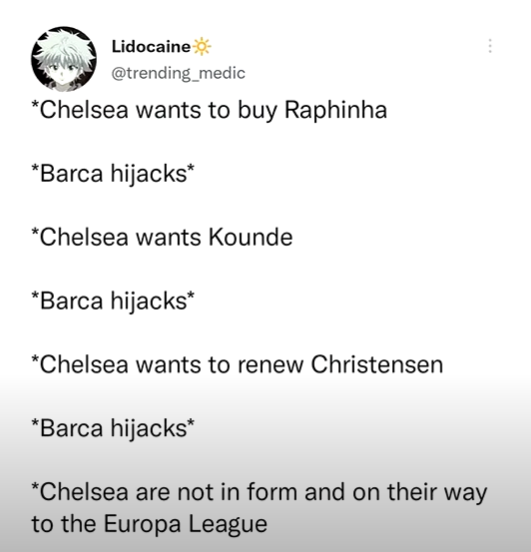 Lidocaine🔆
@trending_medic
*Chelsea wants to buy Raphinha
*Barca hijacks*
*Chelsea wants Kounde
*Barca hijacks*
*Chelsea wants to renew Christensen
*Barca hijacks*
*Chelsea are not in form and on their way
to the Europa League